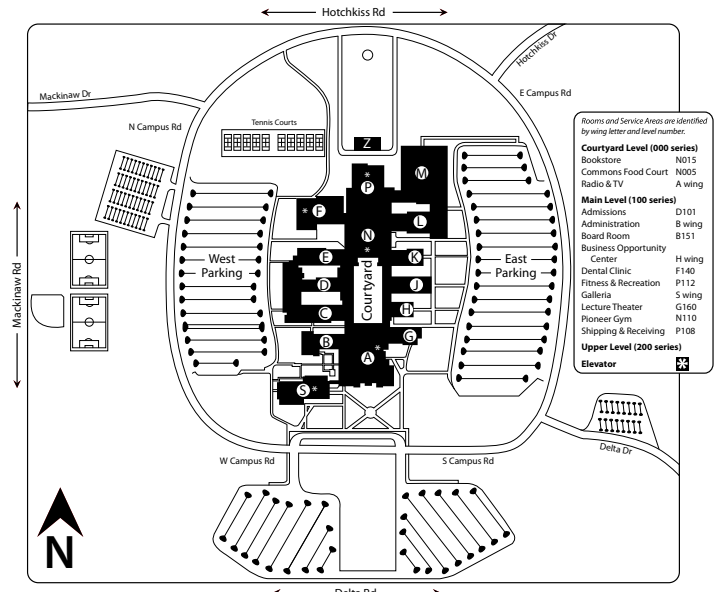 Hotchkiss Rd
Hotchkiss Dr
Mackinaw Dr
E Campus Rd
N Campus Rd
Tennis Courts
Z
M
P
F
L
N
E
K
West
Parking
East
Parking
D
J
Courtyard
C
H
G
B
A
S
Mackinaw Rd
Rooms and Service Areas are identified
by wing letter and level number.
Courtyard Level (000 series)
Bookstore N015
Commons Food Court N005
Radio & TV A wing
Main Level (100 series)
Admissions D101
Administration B wing
Board Room B151
Business Opportunity
Center H wing
Dental Clinic F140
Fitness & Recreation P112
Galleria S wing
Lecture Theater G160
Pioneer Gym N110
Shipping & Receiving P108
Upper Level (200 series)
Elevator *
W Campus Rd
S Campus Rd
Delta Dr
N
Delta Rd